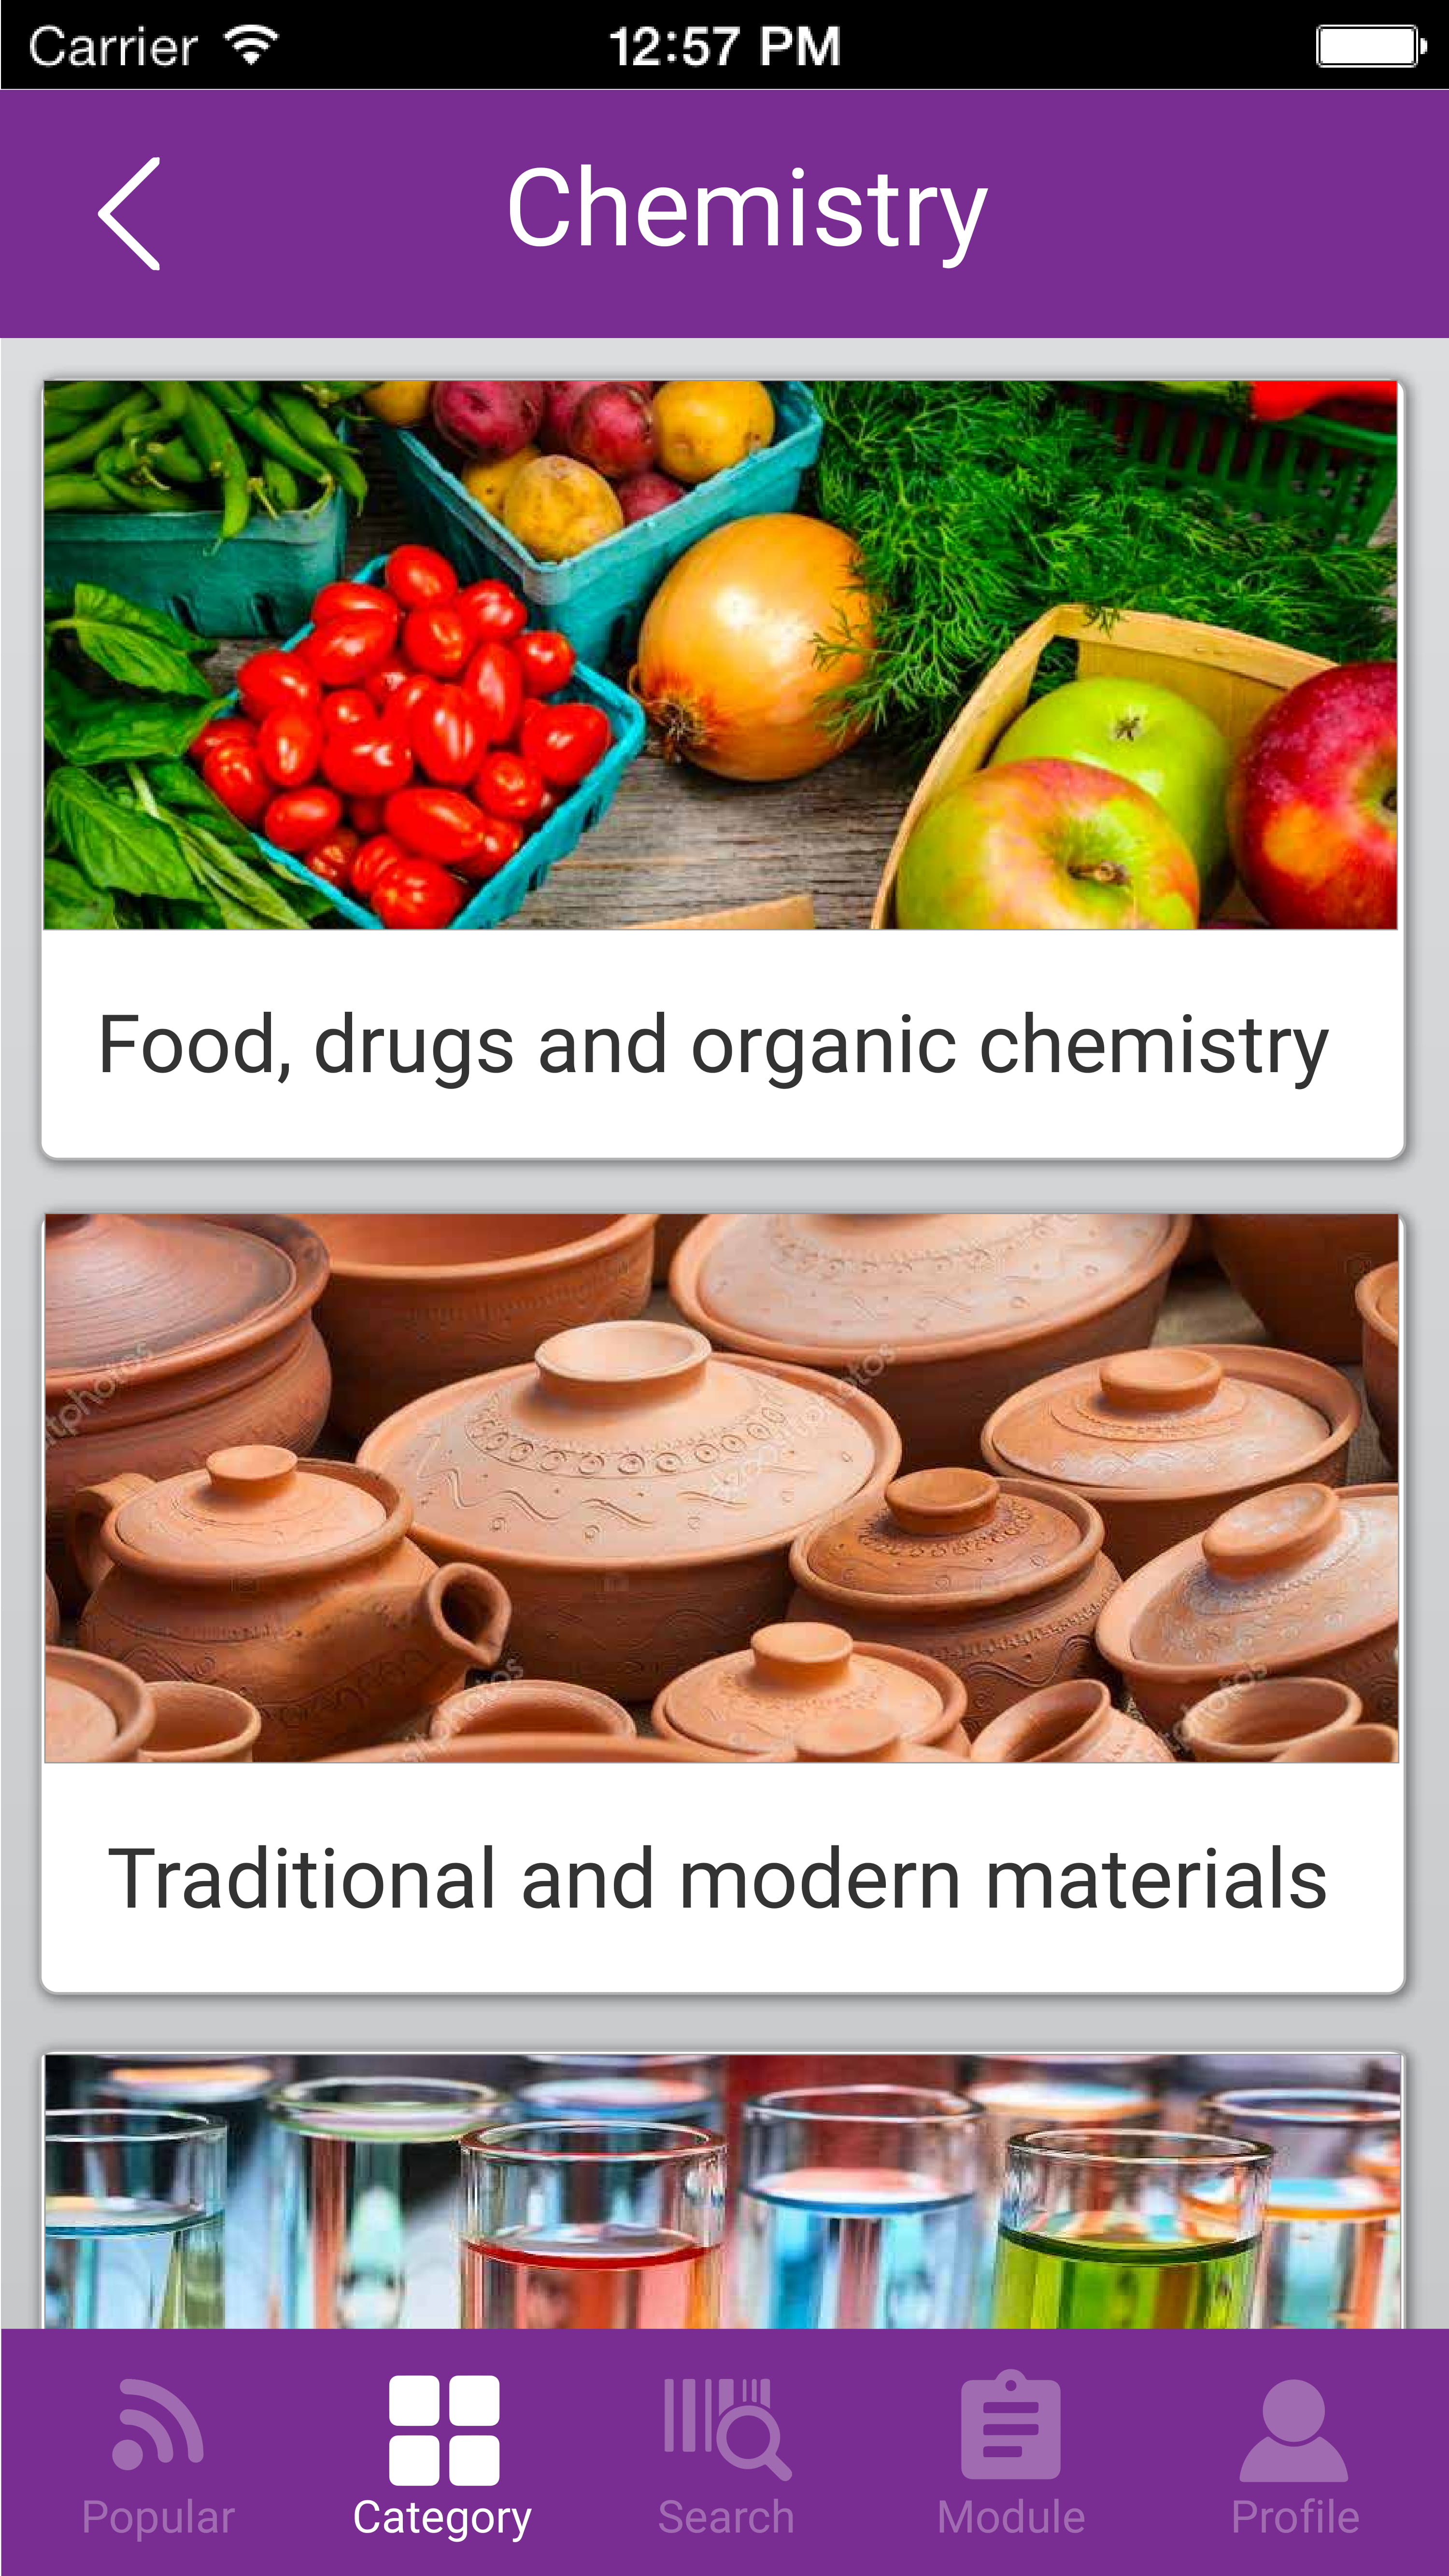 Carrier 12:57 PM
Chemistry
Food, drugs and organic chemistry
Traditional and modern materials
Popular Category Search Module Profile